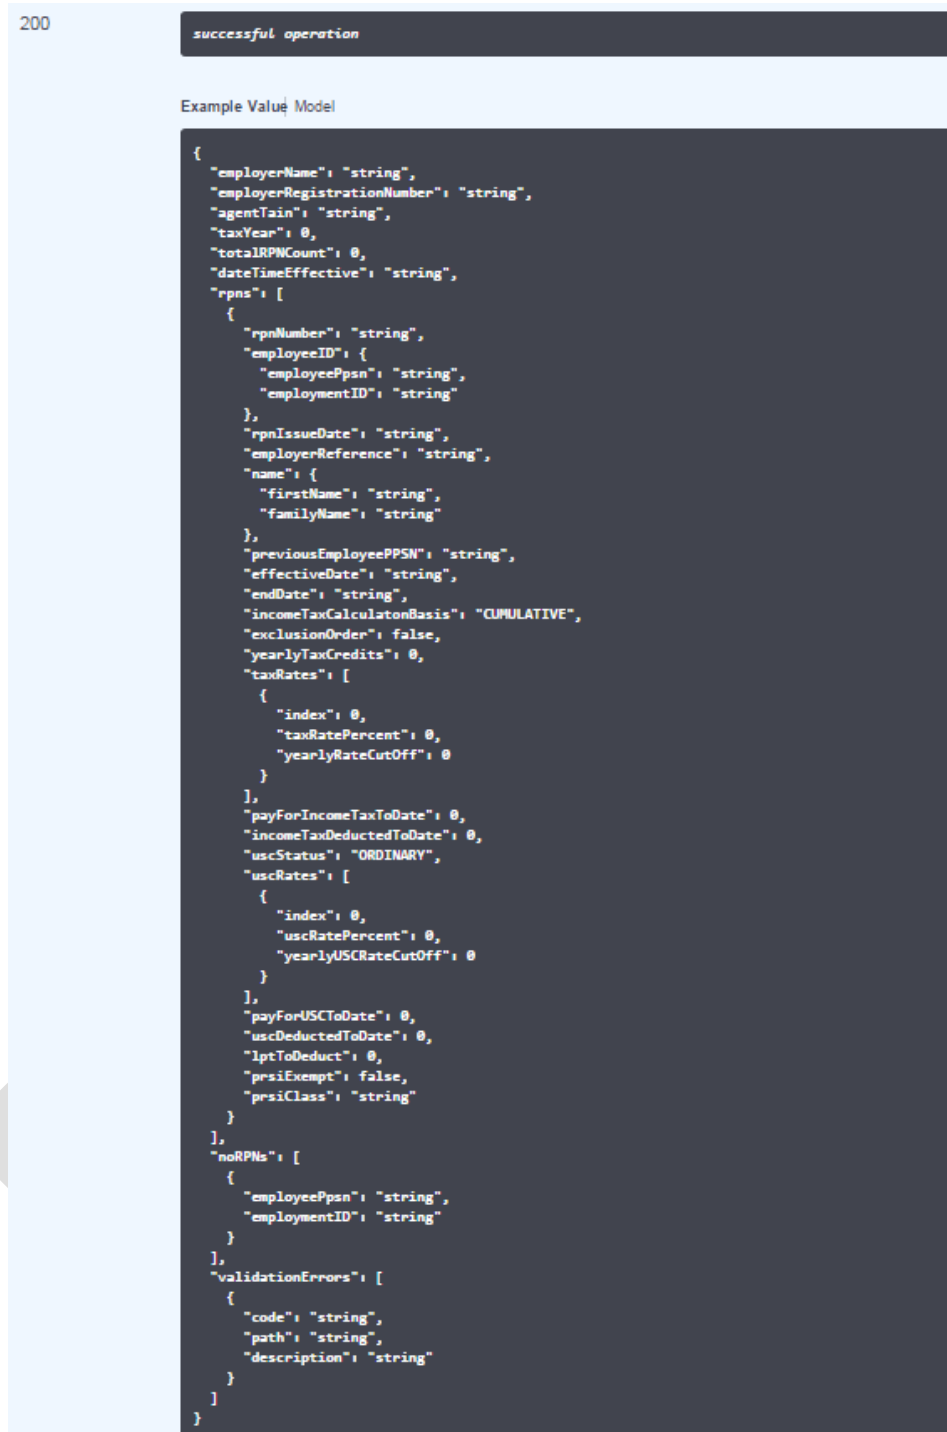 200
successful operation
Example Value Model
{
  "employerName": "string",
  "employerRegistrationNumber": "string",
  "agentTain": "string",
  "taxYear": 0,
  "totalRPNCount": 0,
  "dateTimeEffective": "string",
  "rpns": [
    {
      "rpnNumber": "string",
      "employeeID": {
        "employeePpsn": "string",
        "employmentID": "string"
      },
      "rpnIssueDate": "string",
      "employerReference": "string",
      "name": {
        "firstName": "string",
        "familyName": "string"
      },
      "previousEmployeePPSN": "string",
      "effectiveDate": "string",
      "endDate": "string",
      "incomeTaxCalculatonBasis": "CUMULATIVE",
      "exclusionOrder": false,
      "yearlyTaxCredits": 0,
      "taxRates": [
        {
          "index": 0,
          "taxRatePercent": 0,
          "yearlyRateCutOff": 0
        }
      ],
      "payForIncomeTaxToDate": 0,
      "incomeTaxDeductedToDate": 0,
      "uscStatus": "ORDINARY",
      "uscRates": [
        {
          "index": 0,
          "uscRatePercent": 0,
          "yearlyUSCRateCutOff": 0
        }
      ],
      "payForUSCToDate": 0,
      "uscDeductedToDate": 0,
      "lptToDeduct": 0,
      "prsiExempt": false,
      "prsiClass": "string"
    }
  ],
  "noRPNs": [
    {
      "employeePpsn": "string",
      "employmentID": "string"
    }
  ],
  "validationErrors": [
    {
      "code": "string",
      "path": "string",
      "description": "string"
    }
  ]
}